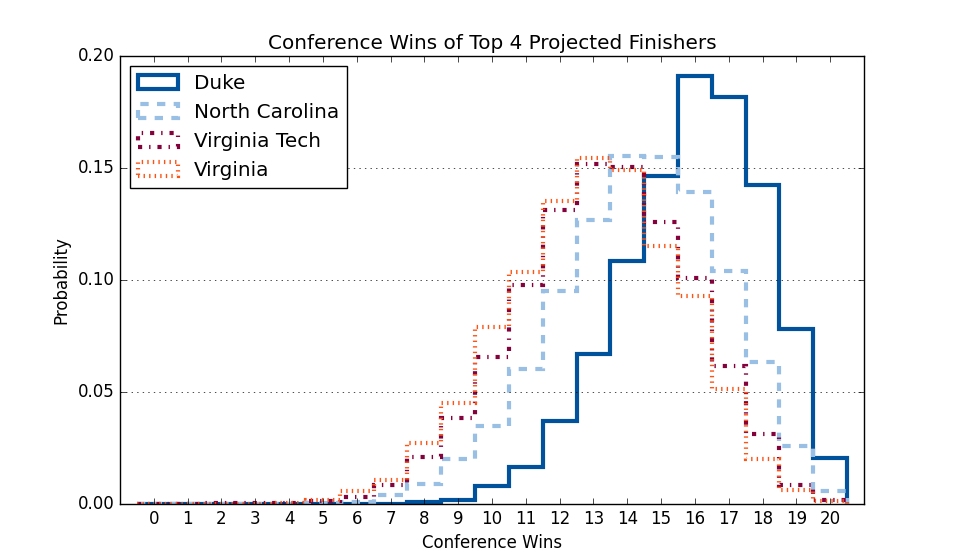 Conference Wins of Top 4 Projected Finishers
Duke
North Carolina
Virginia Tech
Virginia
0.20
0.15
0.10
0.05
0.00
Probability
0 1 2 3 4 5 6 7 8 9 10 11 12 13 14 15 16 17 18 19 20
Conference Wins